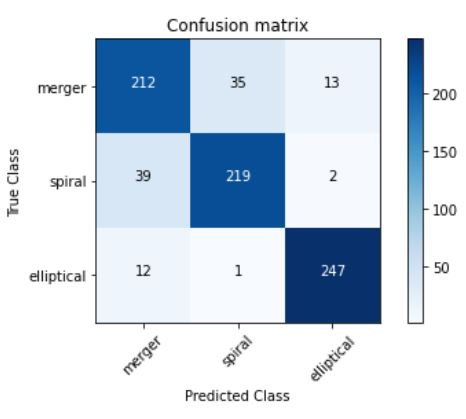 Confusion matrix
True Class
merger
212 35 13
spiral
39 219 2
elliptical
12 1 247
merger spiral elliptical
Predicted Class
200
150
100
50